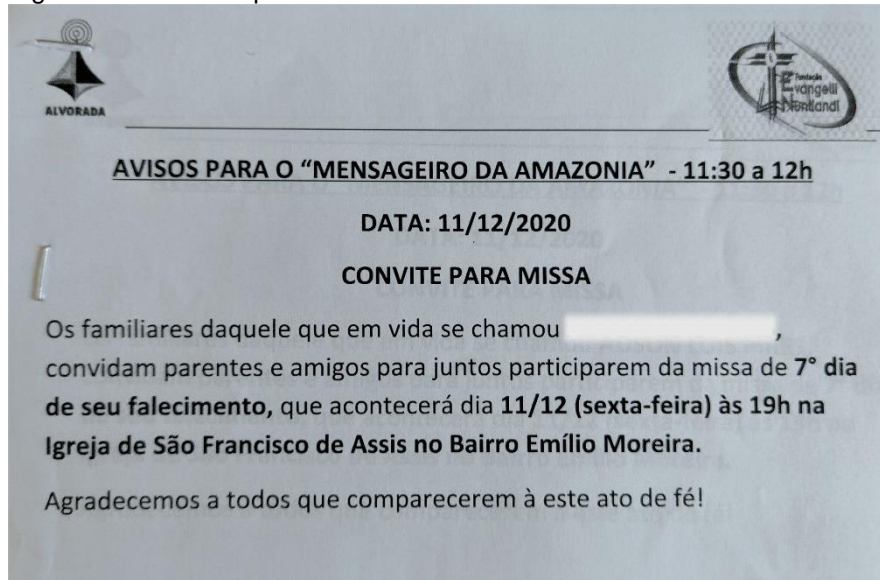 ALVORADA
Fundação
Evangelii
Nuntiandi
AVISOS PARA O “MENSAGEIRO DA AMAZONIA” - 11:30 a 12h
DATA: 11/12/2020
CONVITE PARA MISSA
Os familiares daquele que em vida se chamou ,
convidam parentes e amigos para juntos participarem da missa de 7° dia
de seu falecimento, que acontecerá dia 11/12 (sexta-feira) às 19h na
Igreja de São Francisco de Assis no Bairro Emílio Moreira.
Agradecemos a todos que comparecerem à este ato de fé!